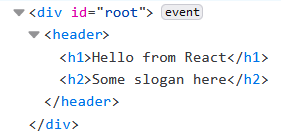 <div id="root"> event
<header>
<h1>Hello from React</h1>
<h2>Some slogan here</h2>
</header>
</div>